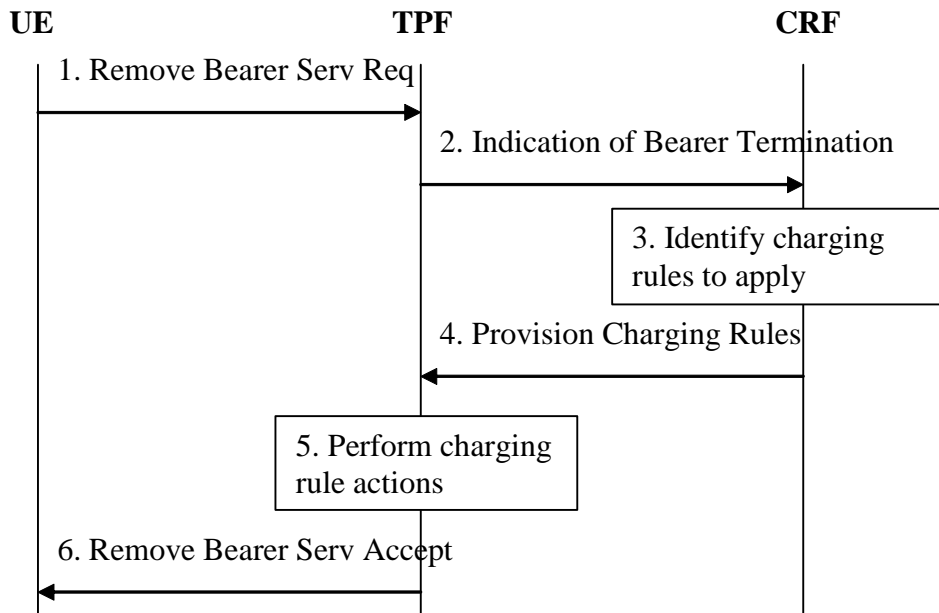 UE TPF CRF
1. Remove Bearer Serv Req
2. Indication of Bearer Termination
3. Identify charging
rules to apply
4. Provision Charging Rules
5. Perform charging
rule actions
6. Remove Bearer Serv Accept